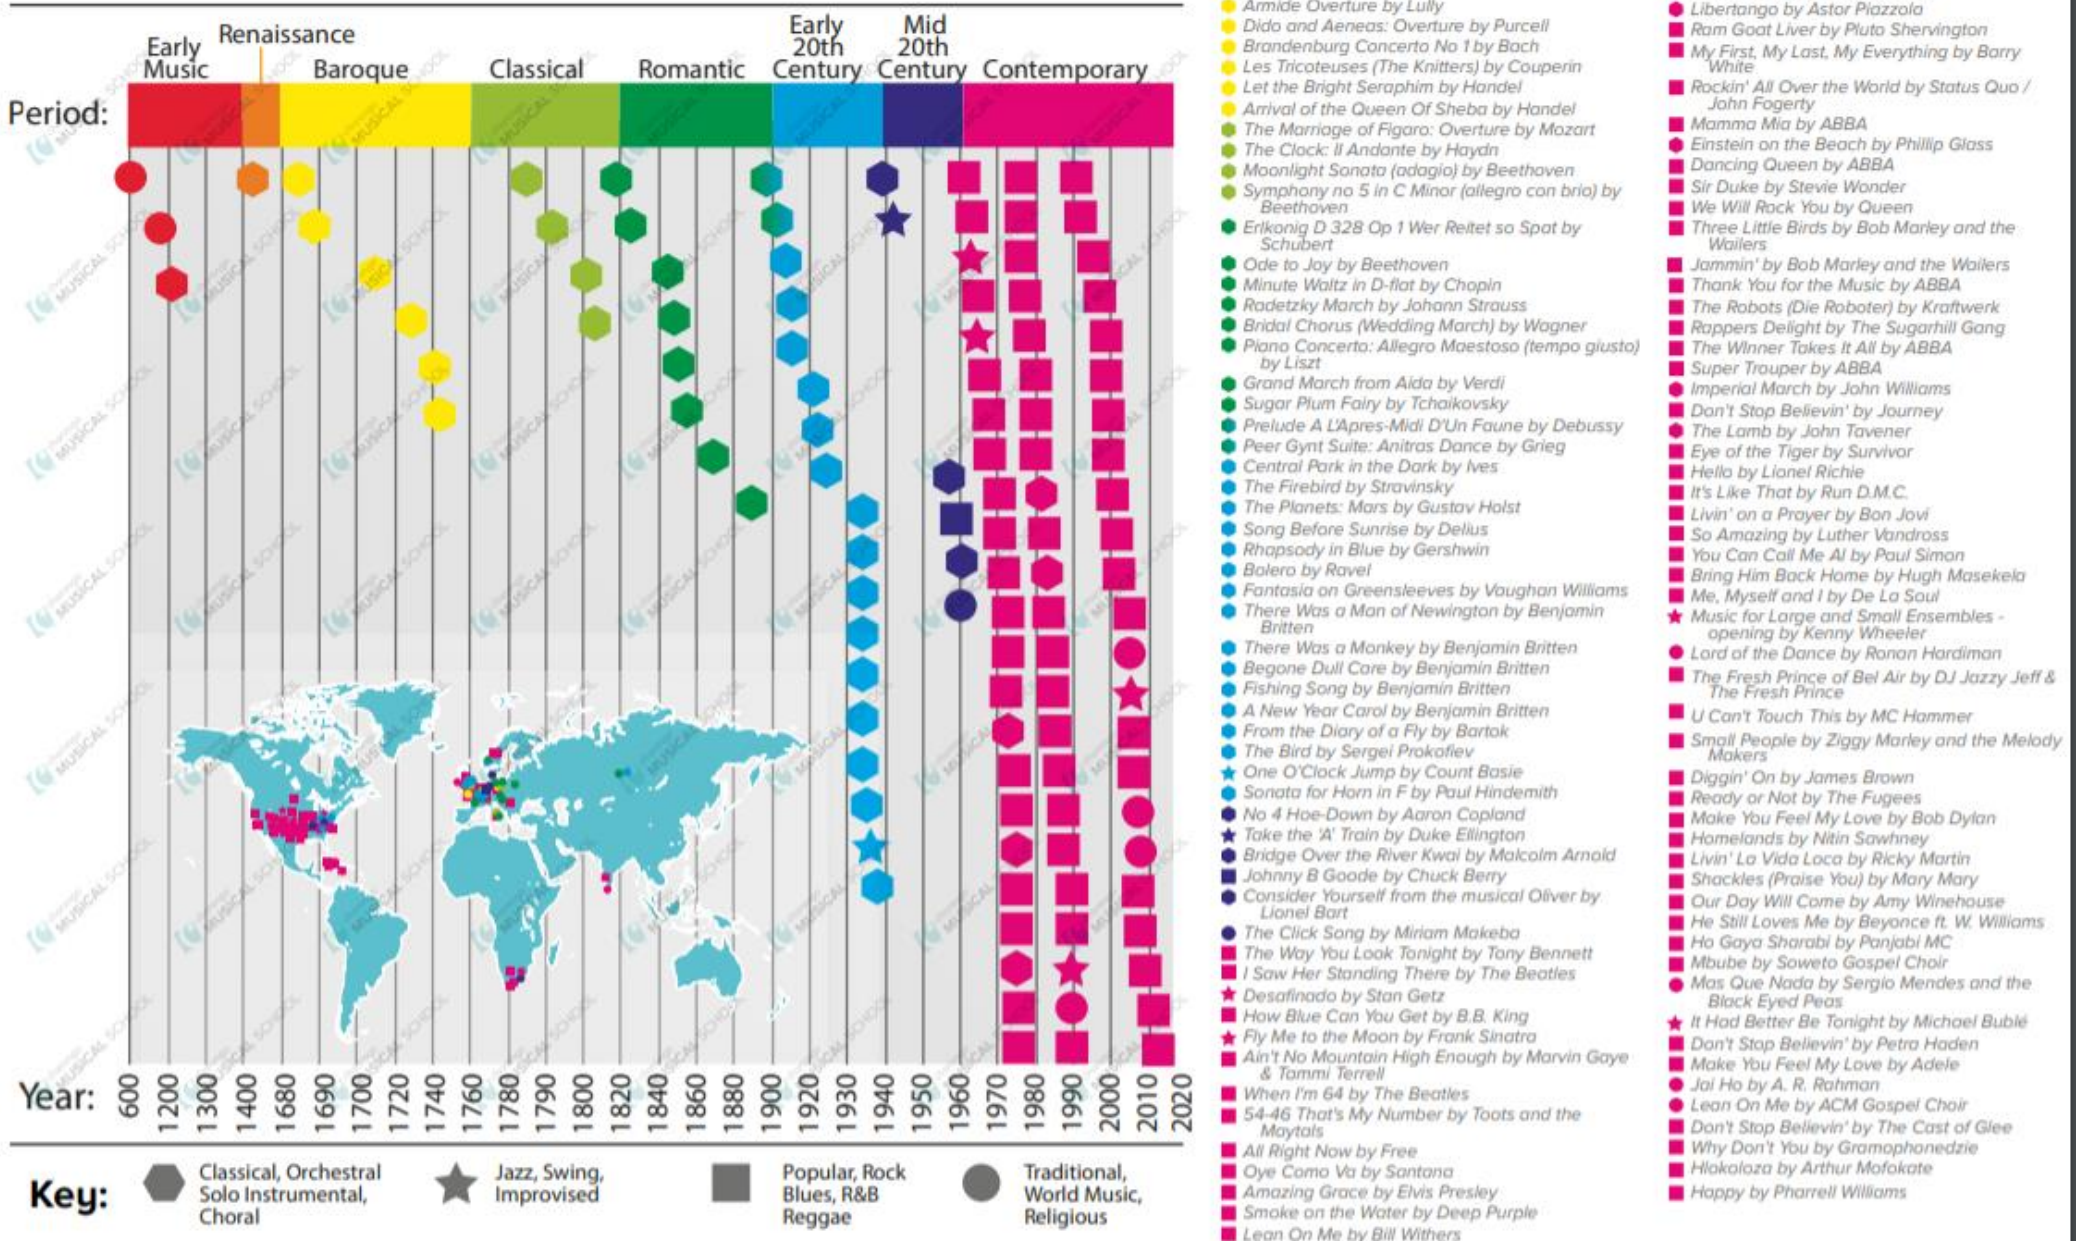 Early
Music
Renaissance
Baroque
Classical
Romantic
Early
20th
Century
Mid
20th
Century
Contemporary
Period:
Year:
600
1200
1300
1400
1680
1690
1700
1720
1740
1760
1780
1790
1800
1820
1840
1860
1880
1900
1920
1930
1940
1950
1960
1970
1980
1990
2000
2010
2020
Key:
Classical, Orchestral
Solo Instrumental,
Choral
Jazz, Swing,
Improvised
Popular, Rock
Blues, R&B
Reggae
Traditional,
World Music,
Religious
Armide Overture by Lully
Dido and Aeneas: Overture by Purcell
Brandenburg Concerto No 1 by Bach
Les Tricoteuses (The Knitters) by Couperin
Let the Bright Seraphim by Handel
Arrival of the Queen Of Sheba by Handel
The Marriage of Figaro: Overture by Mozart
The Clock: II Andante by Haydn
Moonlight Sonata (adagio) by Beethoven
Symphony no 5 in C Minor (allegro con brio) by
Beethoven
Erlkonig D 328 Op 1 Wer Reitet so Spat by
Schubert
Ode to Joy by Beethoven
Minute Waltz in D-flat by Chopin
Radetzky March by Johann Strauss
Bridal Chorus (Wedding March) by Wagner
Piano Concerto: Allegro Maestoso (tempo giusto)
by Liszt
Grand March from Aida by Verdi
Sugar Plum Fairy by Tchaikovsky
Prelude A L'Apres-Midi D'Un Faune by Debussy
Peer Gynt Suite: Anitras Dance by Grieg
Central Park in the Dark by Ives
The Firebird by Stravinsky
The Planets: Mars by Gustav Holst
Song Before Sunrise by Delius
Rhapsody in Blue by Gershwin
Bolero by Ravel
Fantasia on Greensleeves by Vaughan Williams
There Was a Man of Newington by Benjamin
Britten
There Was a Monkey by Benjamin Britten
Begone Dull Care by Benjamin Britten
Fishing Song by Benjamin Britten
A New Year Carol by Benjamin Britten
From the Diary of a Fly by Bartok
The Bird by Sergei Prokofiev
One O'Clock Jump by Count Basie
Sonata for Horn in F by Paul Hindemith
No 4 Hoe-Down by Aaron Copland
Take the 'A' Train by Duke Ellington
Bridge Over the River Kwai by Malcolm Arnold
Johnny B Goode by Chuck Berry
Consider Yourself from the musical Oliver by
Lionel Bart
The Click Song by Miriam Makeba
The Way You Look Tonight by Tony Bennett
I Saw Her Standing There by The Beatles
Desafinado by Stan Getz
How Blue Can You Get by B.B. King
Fly Me to the Moon by Frank Sinatra
Ain't No Mountain High Enough by Marvin Gaye
& Tammi Terrell
When I'm 64 by The Beatles
54-46 That's My Number by Toots and the
Maytals
All Right Now by Free
Oye Como Va by Santana
Amazing Grace by Elvis Presley
Smoke on the Water by Deep Purple
Lean On Me by Bill Withers
Libertango by Astor Piazzola
Ram Goat Liver by Pluto Shervington
My First, My Last, My Everything by Barry
White
Rockin' All Over the World by Status Quo /
John Fogerty
Mamma Mia by ABBA
Einstein on the Beach by Phillip Glass
Dancing Queen by ABBA
Sir Duke by Stevie Wonder
We Will Rock You by Queen
Three Little Birds by Bob Marley and the
Wailers
Jammin' by Bob Marley and the Wailers
Thank You for the Music by ABBA
The Robots (Die Roboter) by Kraftwerk
Rappers Delight by The Sugarhill Gang
The WInner Takes It All by ABBA
Super Trouper by ABBA
Imperial March by John Williams
Don't Stop Believin' by Journey
The Lamb by John Tavener
Eye of the Tiger by Survivor
Hello by Lionel Richie
It's Like That by Run D.M.C.
Livin' on a Prayer by Bon Jovi
So Amazing by Luther Vandross
You Can Call Me Al by Paul Simon
Bring Him Back Home by Hugh Masekela
Me, Myself and I by De La Soul
Music for Large and Small Ensembles -
opening by Kenny Wheeler
Lord of the Dance by Ronan Hardiman
The Fresh Prince of Bel Air by DJ Jazzy Jeff &
The Fresh Prince
U Can't Touch This by MC Hammer
Small People by Ziggy Marley and the Melody
Makers
Diggin' On by James Brown
Ready or Not by The Fugees
Make You Feel My Love by Bob Dylan
Homelands by Nitin Sawhney
Livin' La Vida Loca by Ricky Martin
Shackles (Praise You) by Mary Mary
Our Day Will Come by Amy Winehouse
He Still Loves Me by Beyonce ft. W. Williams
Ho Gaya Sharabi by Panjabi MC
Mbube by Soweto Gospel Choir
Mas Que Nada by Sergio Mendes and the
Black Eyed Peas
It Had Better Be Tonight by Michael Bublé
Don't Stop Believin' by Petra Haden
Make You Feel My Love by Adele
Jai Ho by A. R. Rahman
Lean On Me by ACM Gospel Choir
Don't Stop Believin' by The Cast of Glee
Why Don't You by Gramophonedzie
Hlokoloza by Arthur Mofokate
Happy by Pharrell Williams
MUSICAL SCHOOL